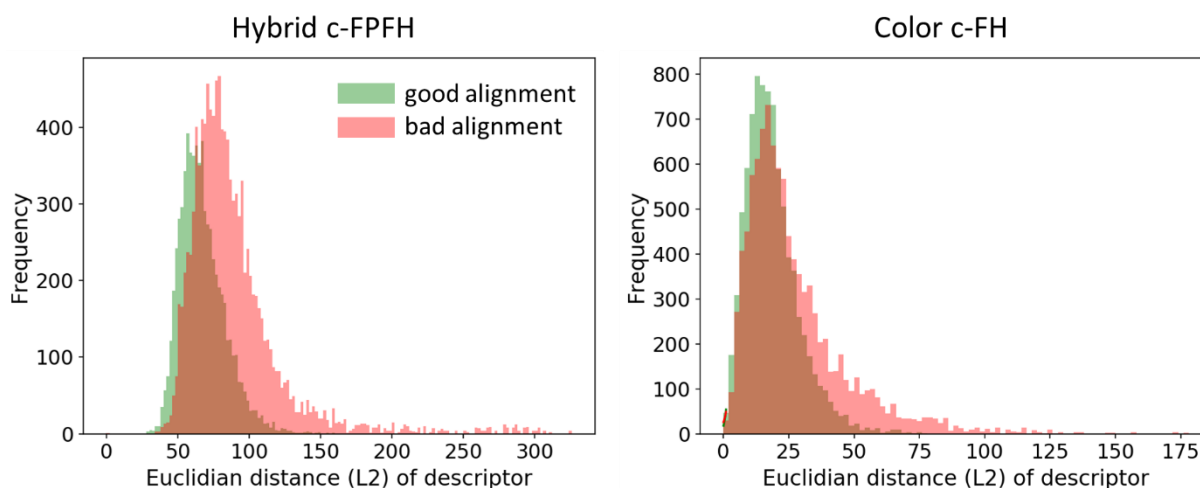 Hybrid c-FPFH
Color c-FH
good alignment
bad alignment
Frequency
400
300
200
100
0
0 50 100 150 200 250 300
Euclidian distance (L2) of descriptor
Frequency
800
700
600
500
400
300
200
100
0
0 25 50 75 100 125 150 175
Euclidian distance (L2) of descriptor